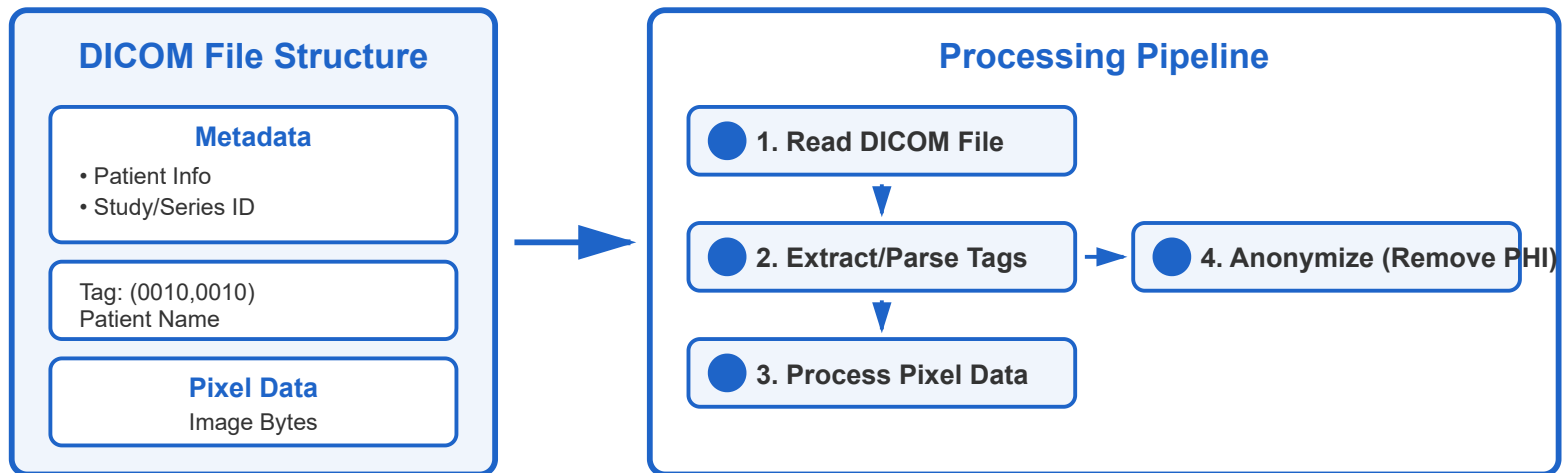 DICOM File Structure
Metadata
• Patient Info
• Study/Series ID
Tag: (0010,0010)
Patient Name
Pixel Data
Image Bytes
Processing Pipeline
1. Read DICOM File
2. Extract/Parse Tags
4. Anonymize (Remove PHI)
3. Process Pixel Data